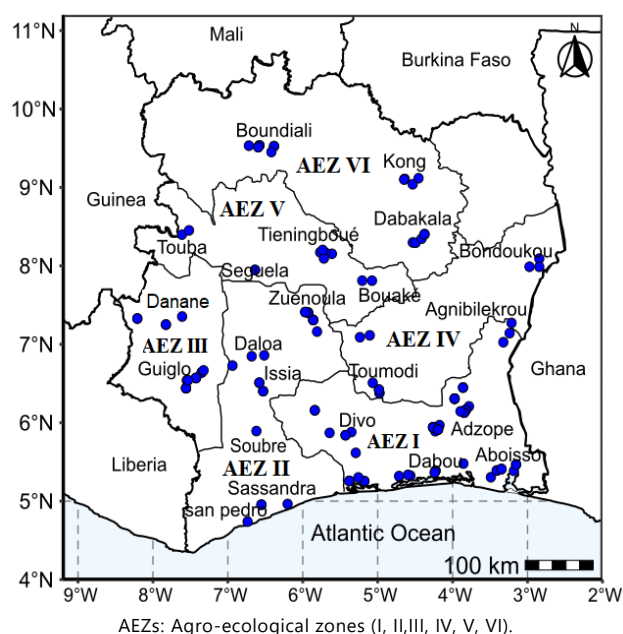 11°N
Mali
N
Burkina Faso
10°N
Boundiali
AEZ VI
Kong
9°N
Guinea
AEZ V
Dabakala
Tieningboué
Touba
Bondoukou
8°N
Seguela
Bouaké
Danane
Zuenoula
Agnibilekrou
7°N
AEZ III
Daloa
AEZ IV
Ghana
Guiglo
Issia
Toumodi
6°N
Divo
AEZ I
Adzope
Soubre
Liberia
AEZ II
Dabou
Aboisso
Sassandra
5°N
san pedro
Atlantic Ocean
100 km
4°N
9°W 8°W 7°W 6°W 5°W 4°W 3°W 2°W
AEZs: Agro-ecological zones (I, II,III, IV, V, VI).